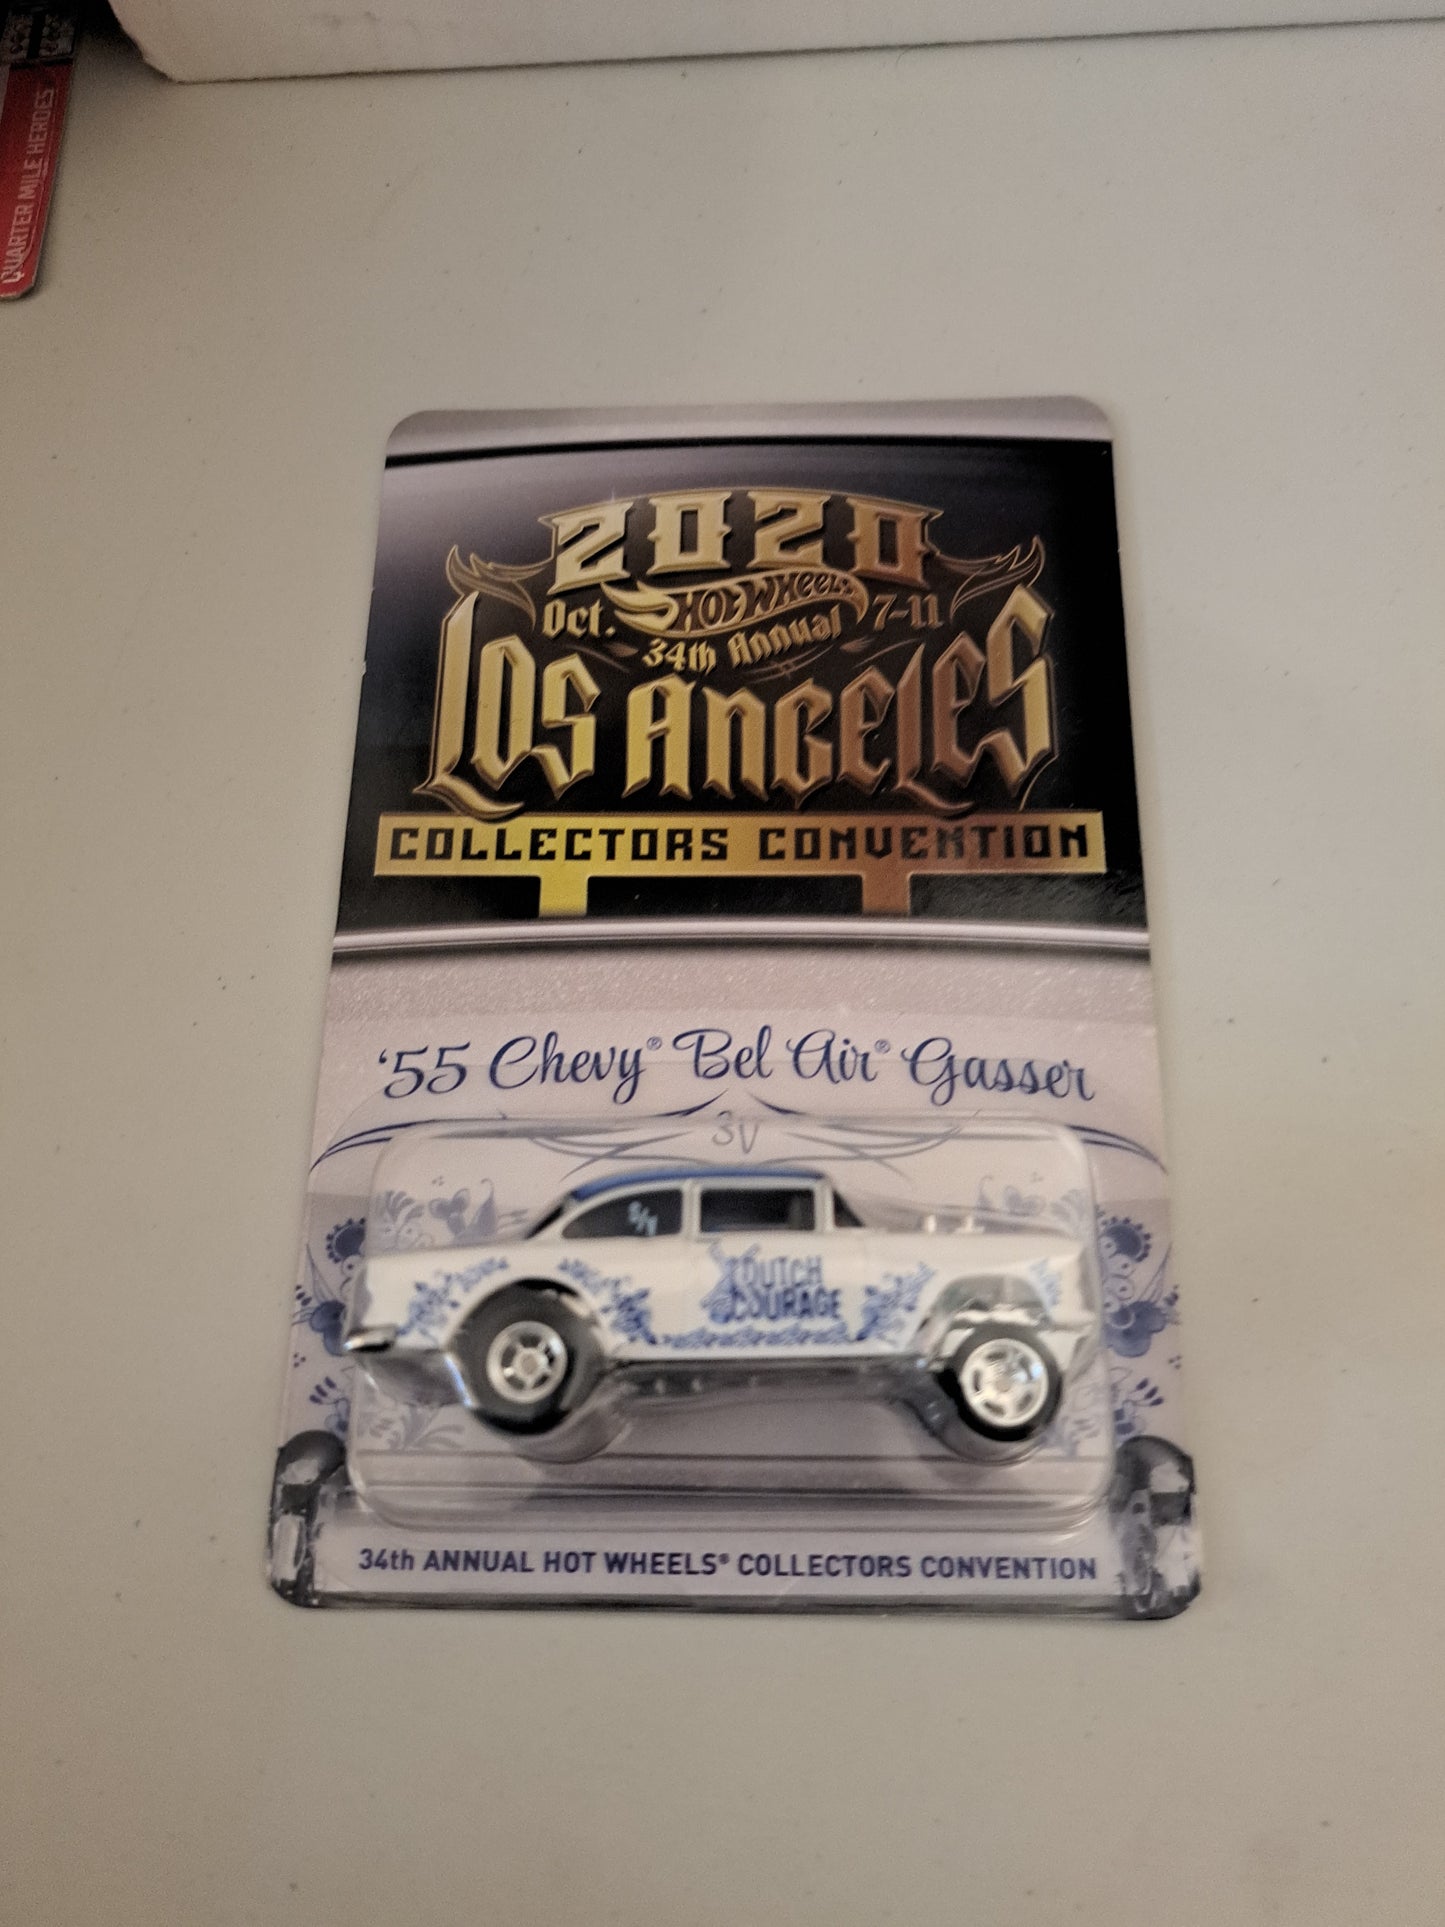 QUARTER MILE HEROES
2020
Oct. HOT WHEELS 7-11
34th Annual
LOS ANGELES
COLLECTORS CONVENTION
'55 Chevy® Bel Air® Gasser
S/G
DUTCH
COURAGE
34th ANNUAL HOT WHEELS® COLLECTORS CONVENTION